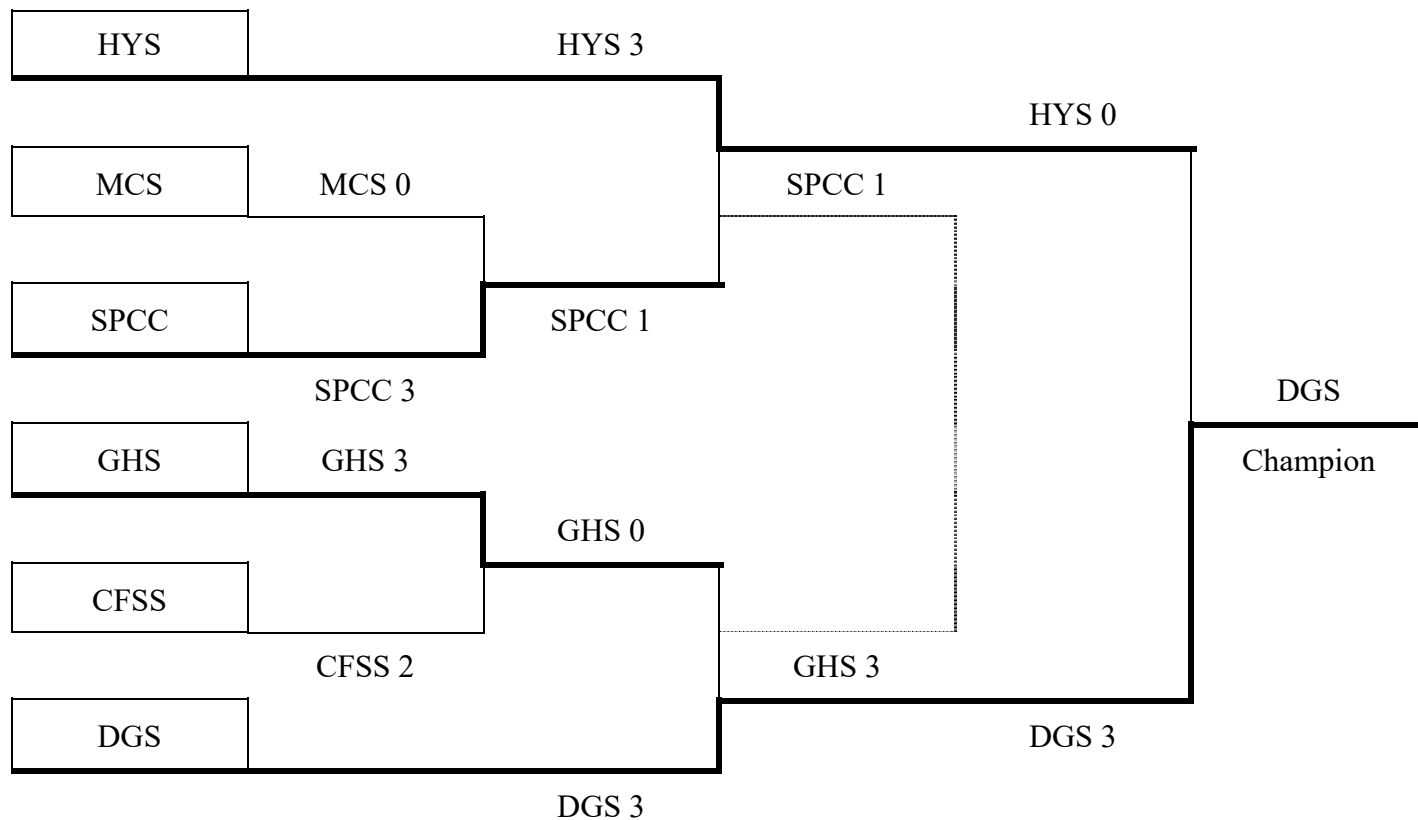 HYS
HYS 3
HYS 0
MCS
MCS 0
SPCC 1
SPCC
SPCC 1
SPCC 3
DGS
GHS
GHS 3
Champion
GHS 0
CFSS
CFSS 2
GHS 3
DGS
DGS 3
DGS 3